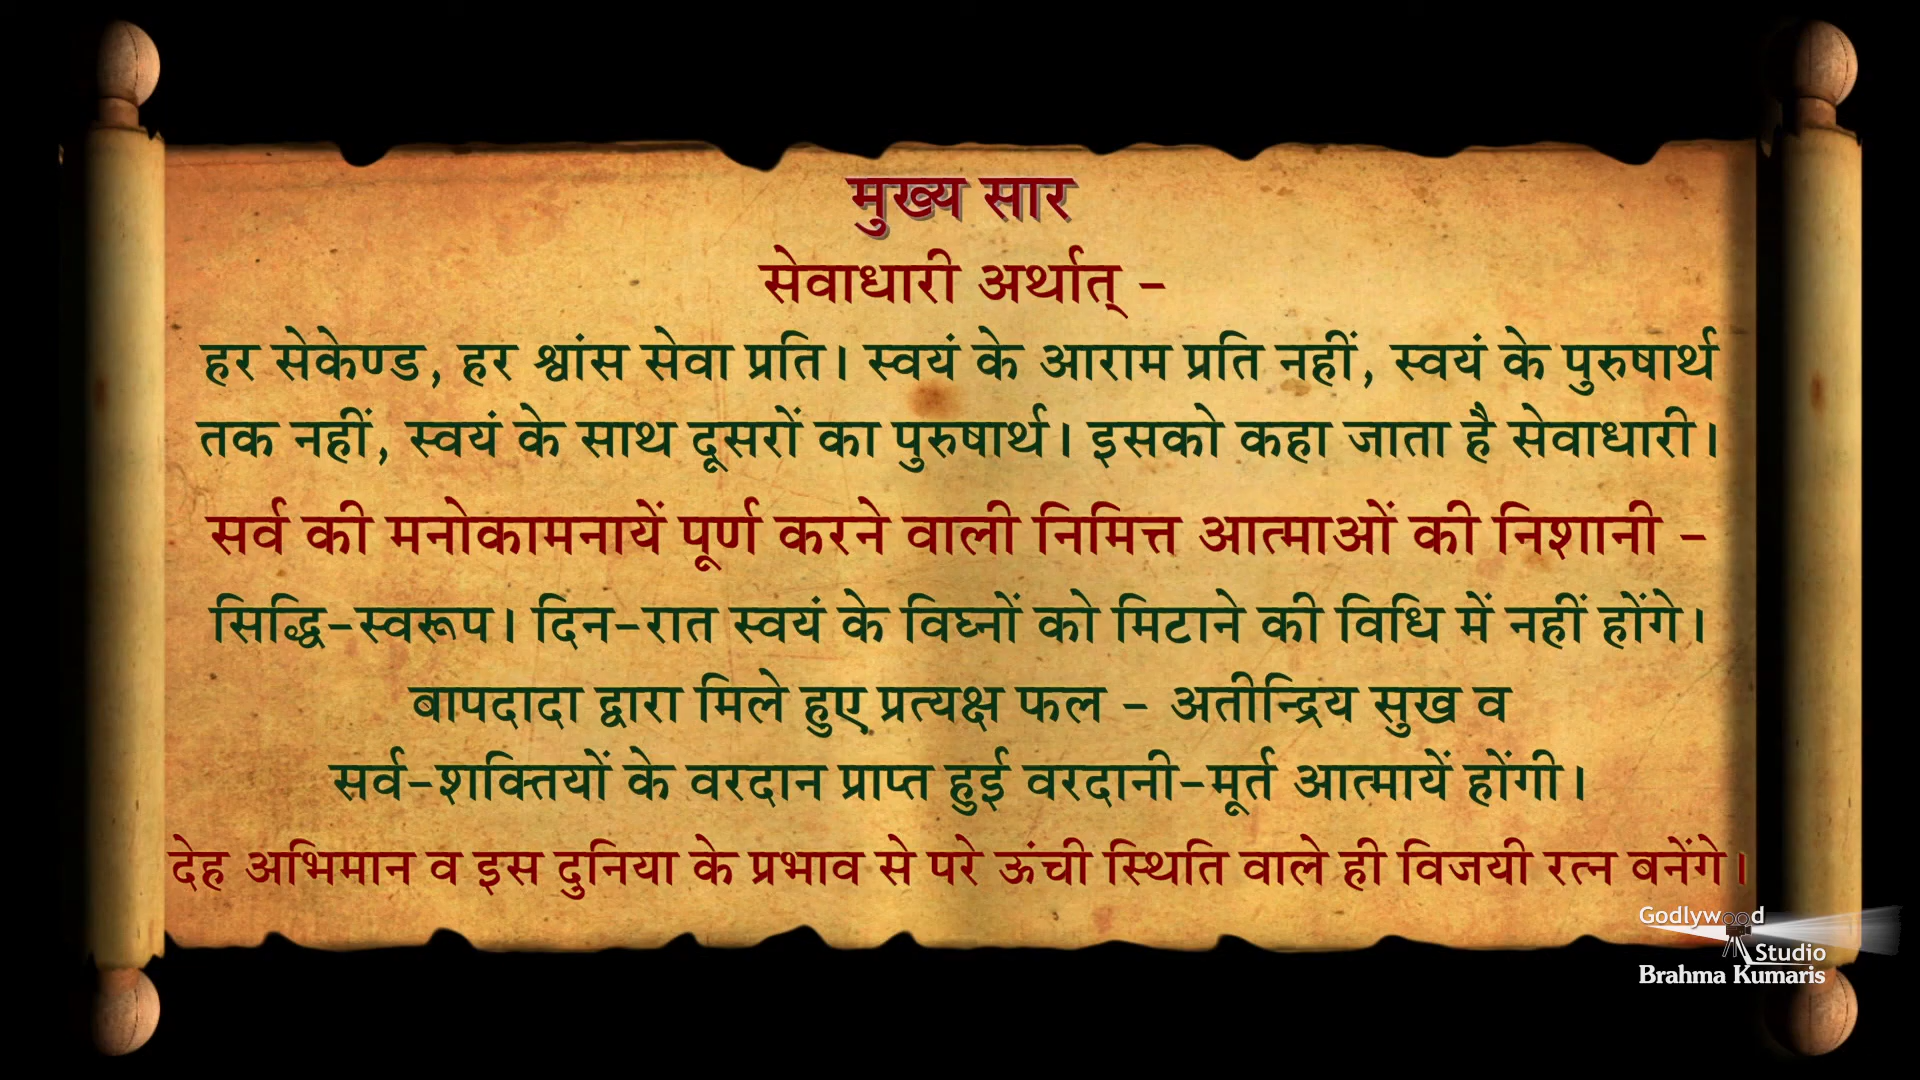 मुख्य सार
सेवाधारी अर्थात् –
हर सेकेण्ड, हर श्वांस सेवा प्रति। स्वयं के आराम प्रति नहीं, स्वयं के पुरुषार्थ
तक नहीं, स्वयं के साथ दूसरों का पुरुषार्थ। इसको कहा जाता है सेवाधारी।
सर्व की मनोकामनायें पूर्ण करने वाली निमित्त आत्माओं की निशानी –
सिद्धि-स्वरूप। दिन-रात स्वयं के विघ्नों को मिटाने की विधि में नहीं होंगे।
बापदादा द्वारा मिले हुए प्रत्यक्ष फल – अतीन्द्रिय सुख व
सर्व-शक्तियों के वरदान प्राप्त हुई वरदानी-मूर्त आत्मायें होंगी।
देह अभिमान व इस दुनिया के प्रभाव से परे ऊंची स्थिति वाले ही विजयी रत्न बनेंगे।
Godlywood
Studio
Brahma Kumaris